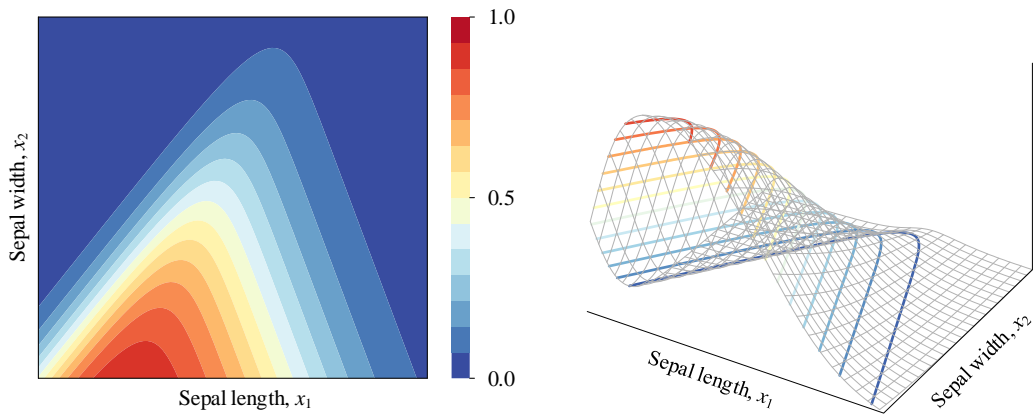 Sepal width, x2
Sepal length, x1
1.0
0.5
0.0
Sepal length, x1
Sepal width, x2